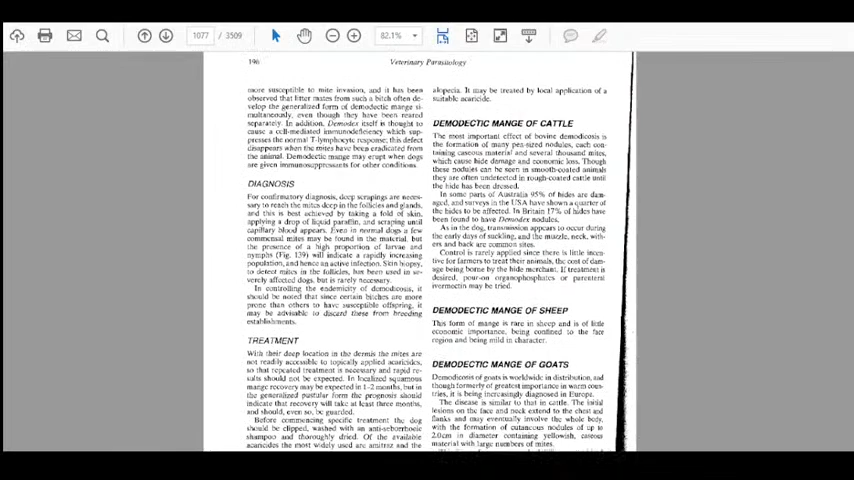 1077 / 3509
82.1%
196
Veterinary Parasitology
more susceptible to mite invasion, and it has been
observed that litter mates from such a bitch often de-
velop the generalized form of demodectic mange si-
multaneously, even though they have been reared
separately. In addition, Demodex itself is thought to
cause a cell-mediated immunodeficiency which sup-
presses the normal T-lymphocyte response; this defect
disappears when the mites have been eradicated from
the animal. Demodectic mange may erupt when dogs
are given immunosuppressants for other conditions.
DIAGNOSIS
For confirmatory diagnosis, deep scrapings are neces-
sary to reach the mites deep in the follicles and glands,
and this is best achieved by taking a fold of skin,
applying a drop of liquid paraffin, and scraping until
capillary blood appears. Even in normal dogs a few
commensal mites may be found in the material, but
the presence of a high proportion of larvae and
nymphs (Fig. 139) will indicate a rapidly increasing
population, and hence an active infection. Skin biopsy,
to detect mites in the follicles, has been used in se-
verely affected dogs, but is rarely necessary.
In controlling the endemicity of demodicosis, it
should be noted that since certain bitches are more
prone than others to have susceptible offspring, it
may be advisable to discard these from breeding
establishments.
TREATMENT
With their deep location in the dermis the mites are
not readily accessible to topically applied acaricides,
so that repeated treatment is necessary and rapid re-
sults should not be expected. In localized squamous
mange recovery may be expected in 1-2 months, but in
the generalized pustular form the prognosis should
indicate that recovery will take at least three months,
and should, even so, be guarded.
Before commencing specific treatment the dog
should be clipped, washed with an anti-seborrhoeic
shampoo and thoroughly dried. Of the available
acaricides the most widely used are amitraz and the
alopecia. It may be treated by local application of a
suitable acaricide.
DEMODECTIC MANGE OF CATTLE
The most important effect of bovine demodicosis is
the formation of many pea-sized nodules, each con-
taining caseous material and several thousand mites,
which cause hide damage and economic loss. Though
these nodules can be seen in smooth-coated animals
they are often undetected in rough-coated cattle until
the hide has been dressed.
In some parts of Australia 95% of hides are dam-
aged, and surveys in the USA have shown a quarter of
the hides to be affected. In Britain 17% of hides have
been found to have Demodex nodules.
As in the dog, transmission appears to occur during
the early days of suckling, and the muzzle, neck, with-
ers and back are common sites.
Control is rarely applied since there is little incen-
tive for farmers to treat their animals, the cost of dam-
age being borne by the hide merchant. If treatment is
desired, pour-on organophosphates or parenteral
ivermectin may be tried.
DEMODECTIC MANGE OF SHEEP
This form of mange is rare in sheep and is of little
economic importance, being confined to the face
region and being mild in character.
DEMODECTIC MANGE OF GOATS
Demodicosis of goats is worldwide in distribution, and
though formerly of greatest importance in warm coun-
tries, it is being increasingly diagnosed in Europe.
The disease is similar to that in cattle. The initial
lesions on the face and neck extend to the chest and
flanks and may eventually involve the whole body,
with the formation of cutaneous nodules of up to
2.0cm in diameter containing yellowish, caseous
material with large numbers of mites.